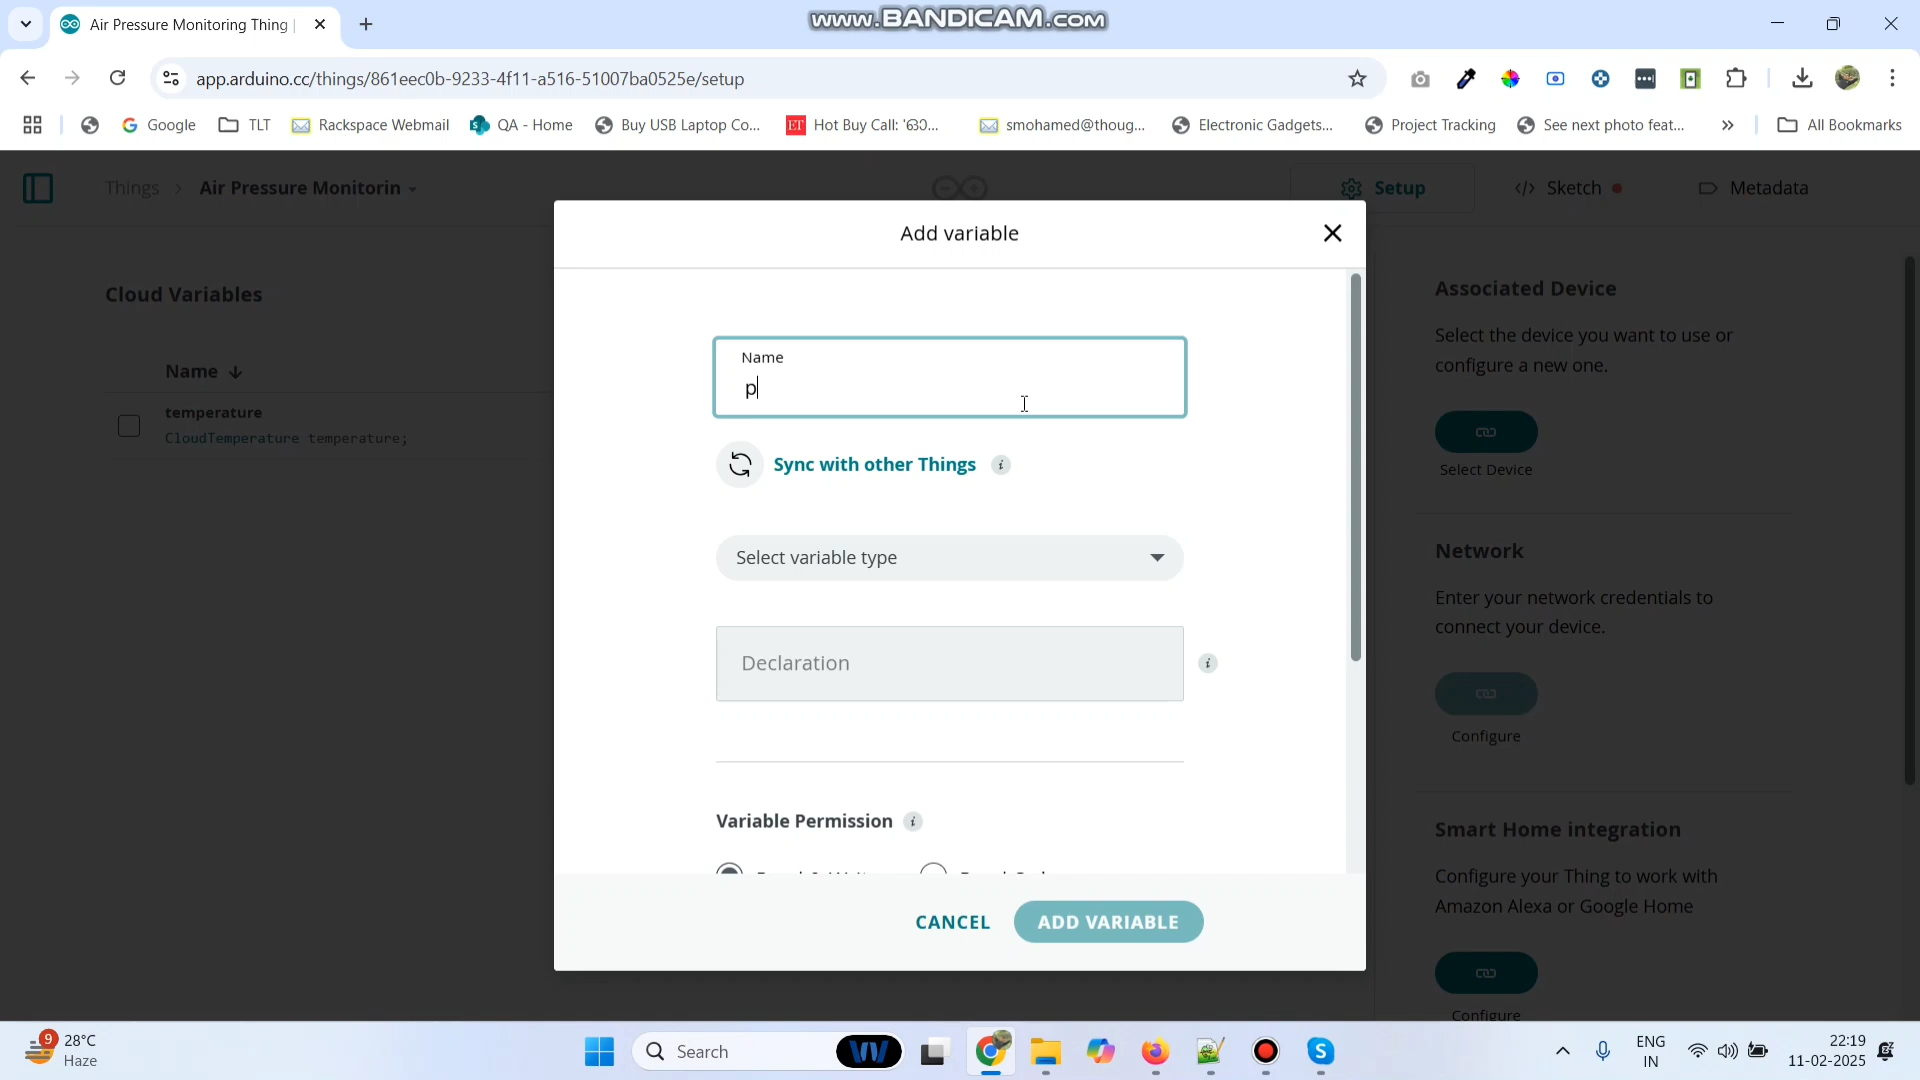 Air Pressure Monitoring Thing |
www.BANDICAM.com
app.arduino.cc/things/861eec0b-9233-4f11-a516-51007ba0525e/setup
Google
TLT
Rackspace Webmail
QA - Home
Buy USB Laptop Co...
Hot Buy Call: '630...
smohamed@thoug...
Electronic Gadgets...
Project Tracking
See next photo feat...
All Bookmarks
Things > Air Pressure Monitorin
Setup
</> Sketch
Metadata
Add variable
Cloud Variables
Name
temperature
CloudTemperature temperature;
Name
p
Sync with other Things
Select variable type
Declaration
Variable Permission
CANCEL
ADD VARIABLE
Associated Device
Select the device you want to use or
configure a new one.
Select Device
Network
Enter your network credentials to
connect your device.
Configure
Smart Home integration
Configure your Thing to work with
Amazon Alexa or Google Home
Configure
9
28°C
Haze
Search
ENG
IN
22:19
11-02-2025